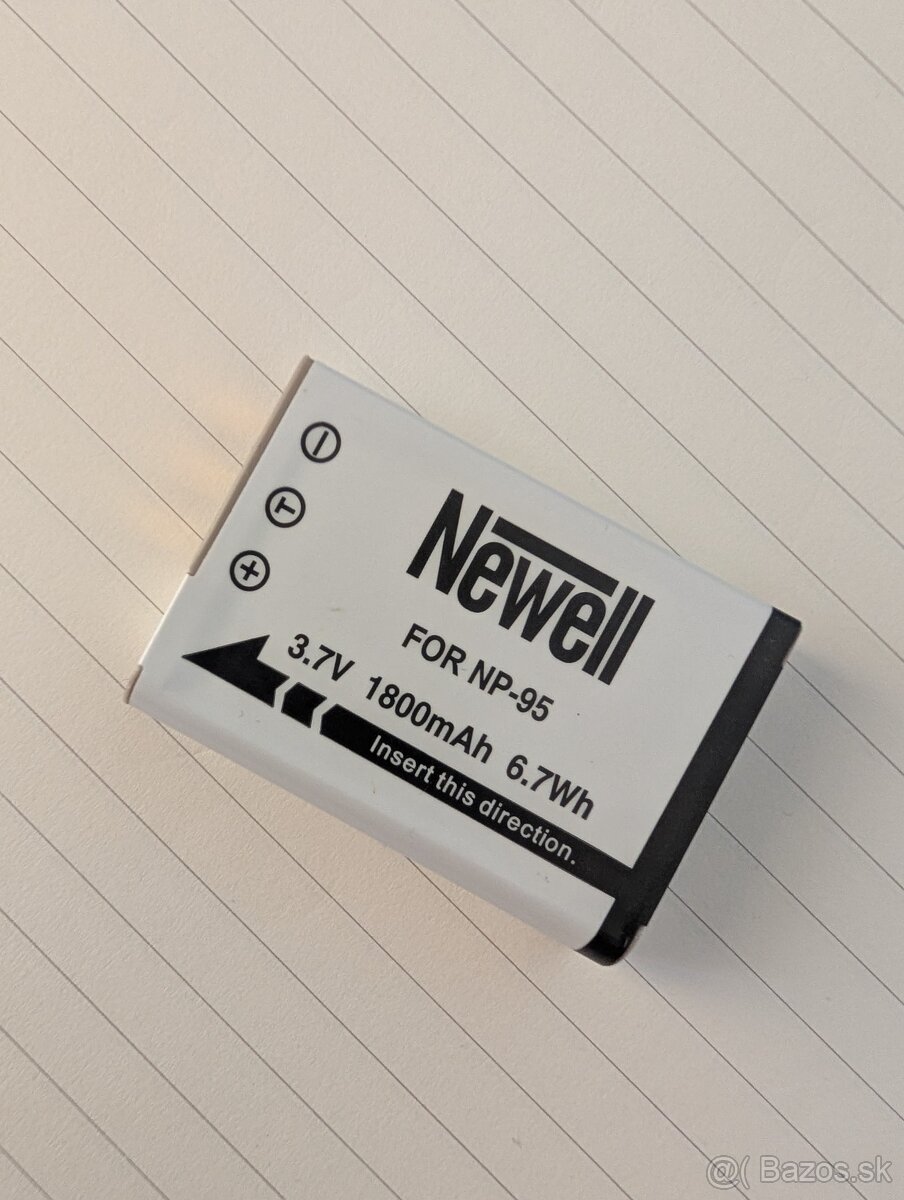 Newell
FOR NP-95
3.7V 1800mAh 6.7Wh
Insert this direction.
T
@( Bazos.sk